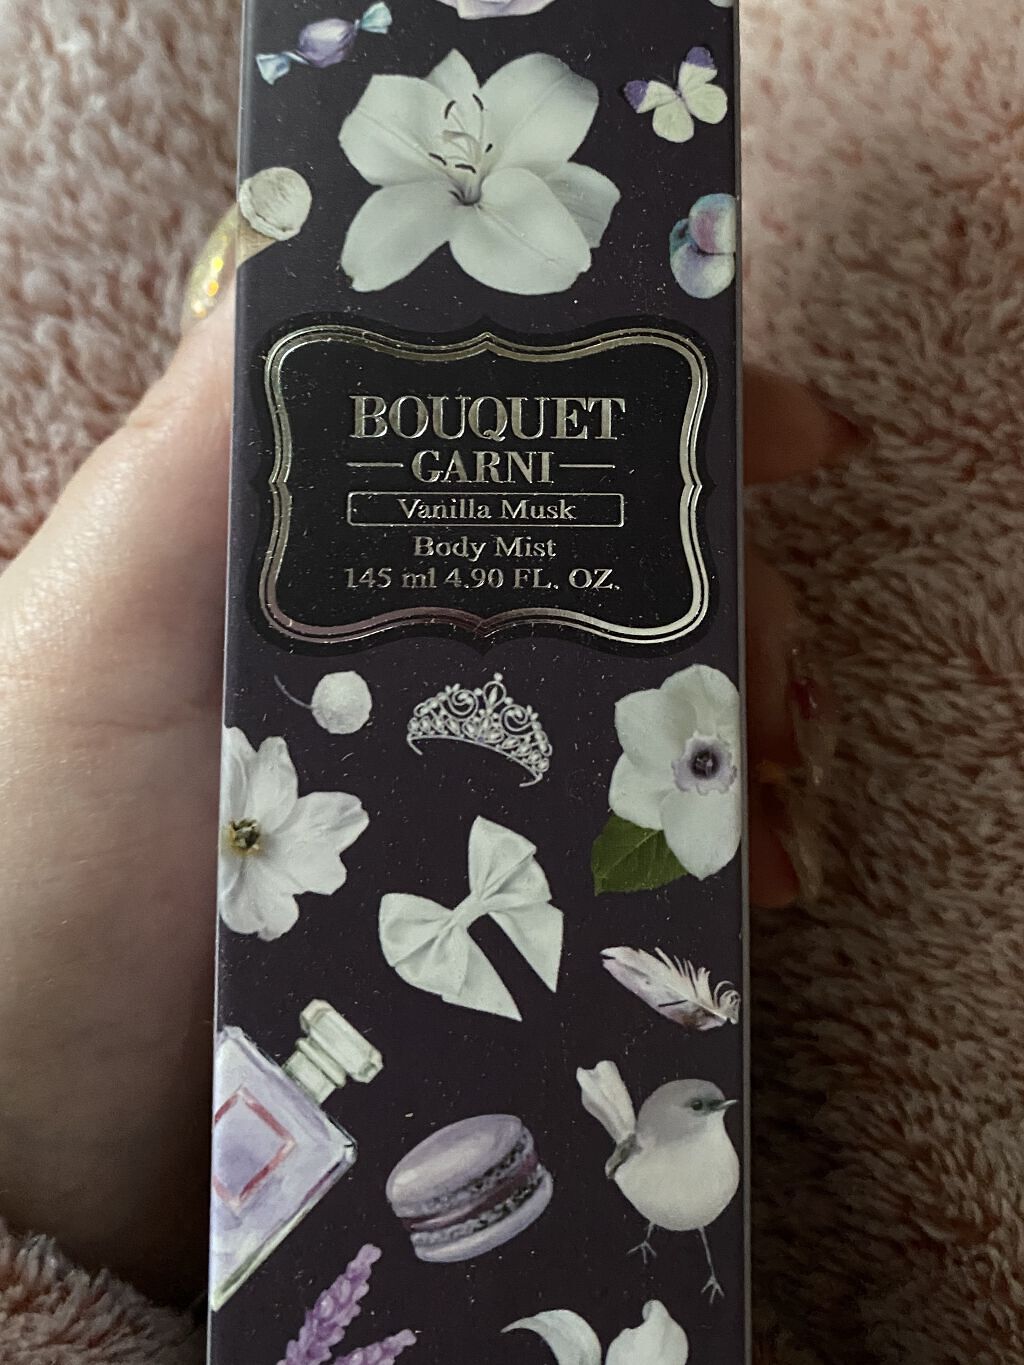 BOUQUET
GARNI
Vanilla Musk
Body Mist
145 ml 4.90 FL. OZ.